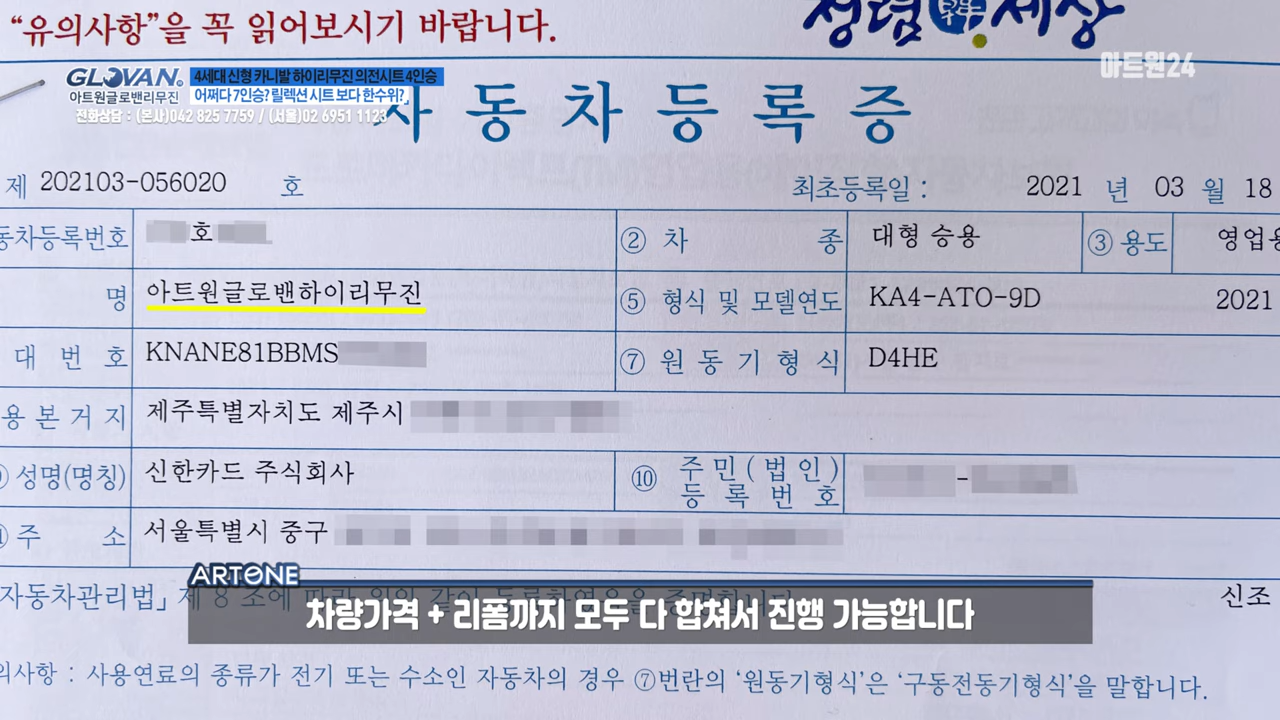 "유의사항"을 꼭 읽어보시기 바랍니다.
청렴 세상
아트원24
GLOVAN
아트원글로밴리무진
4세대 신형 카니발 하이리무진 의전시트 4인승
어쩌다 7인승? 릴렉션 시트 보다 한수위?
전화상담 : (본사)042 825 7759 / (서울)02 6951 1123
자동차등록증
제 202103-056020 호
최초등록일 : 2021 년 03 월 18
동차등록번호 호 ② 차 종 대형 승용 ③ 용도 영업용
명 아트원글로밴하이리무진 ⑤ 형식 및 모델연도 KA4-ATO-9D 2021
대 번 호 KNANE81BBMS ⑦ 원 동 기 형 식 D4HE
용 본 거 지 제주특별자치도 제주시
성명(명칭) 신한카드 주식회사 ⑩ 주 민 ( 법 인 )
등 록 번 호 -
주 소 서울특별시 중구
ARTONE
자동차관리법」 제 8 조에 따라 신조
차량가격 + 리폼까지 모두 다 합쳐서 진행 가능합니다
의사항 : 사용연료의 종류가 전기 또는 수소인 자동차의 경우 ⑦번란의 '원동기형식'은 '구동전동기형식'을 말합니다.